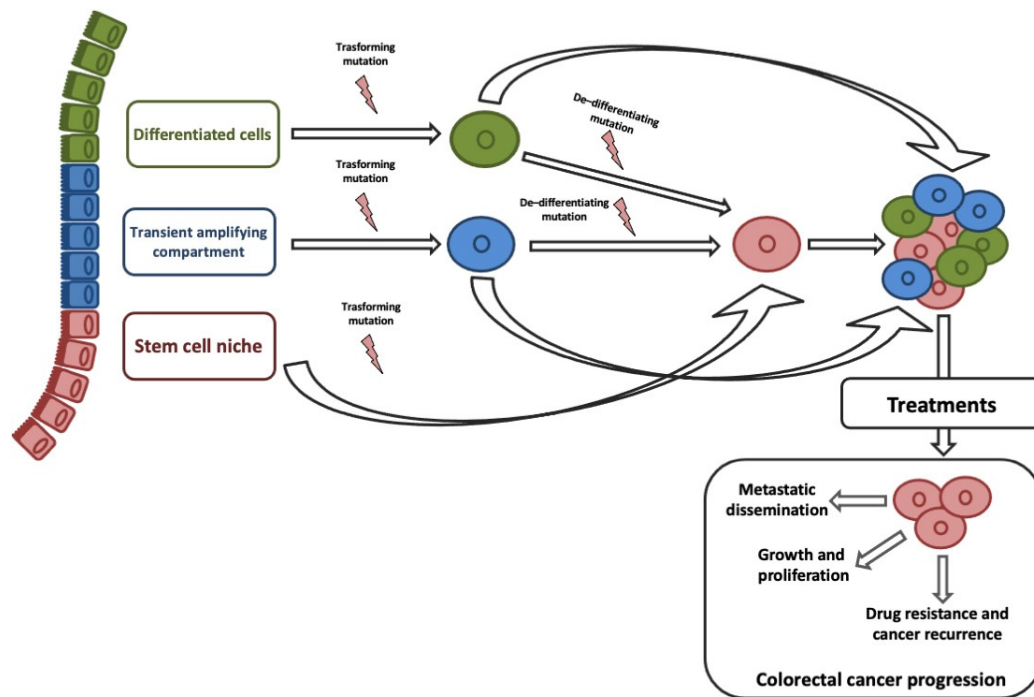 Trasforming
mutation
Differentiated cells
De-differentiating
mutation
Trasforming
mutation
De-differentiating
mutation
Transient amplifying
compartment
Trasforming
mutation
Stem cell niche
Treatments
Metastatic
dissemination
Growth and
proliferation
Drug resistance and
cancer recurrence
Colorectal cancer progression